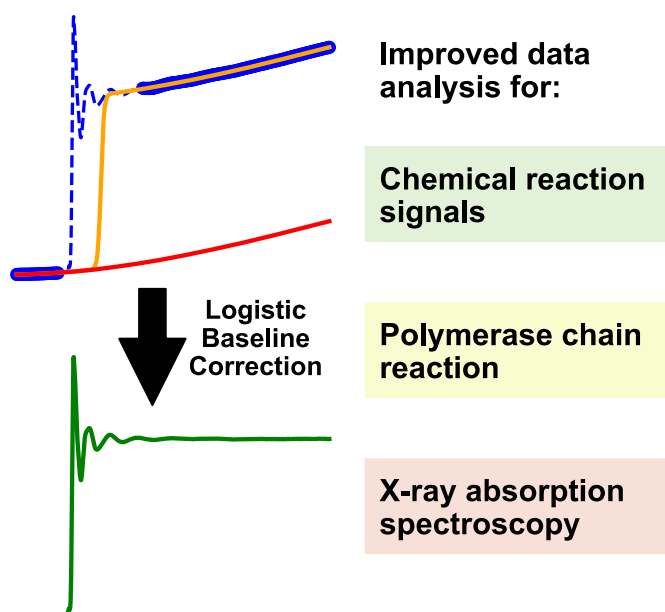 Improved data
analysis for:
Chemical reaction
signals
Logistic
Baseline
Correction
Polymerase chain
reaction
X-ray absorption
spectroscopy